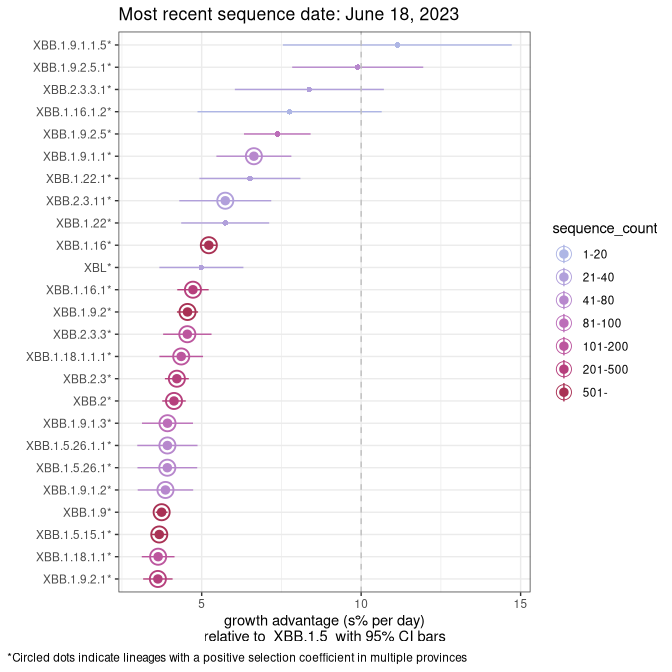 Most recent sequence date: June 18, 2023
XBB.1.9.1.1.5*
XBB.1.9.2.5.1*
XBB.2.3.3.1*
XBB.1.16.1.2*
XBB.1.9.2.5*
XBB.1.9.1.1*
XBB.1.22.1*
XBB.2.3.11*
XBB.1.22*
XBB.1.16*
XBL*
XBB.1.16.1*
XBB.1.9.2*
XBB.2.3.3*
XBB.1.18.1.1.1*
XBB.2.3*
XBB.2*
XBB.1.9.1.3*
XBB.1.5.26.1.1*
XBB.1.5.26.1*
XBB.1.9.1.2*
XBB.1.9*
XBB.1.5.15.1*
XBB.1.18.1.1*
XBB.1.9.2.1*
5 10 15
growth advantage (s% per day)
relative to XBB.1.5 with 95% CI bars
sequence_count
1-20
21-40
41-80
81-100
101-200
201-500
501-
*Circled dots indicate lineages with a positive selection coefficient in multiple provinces